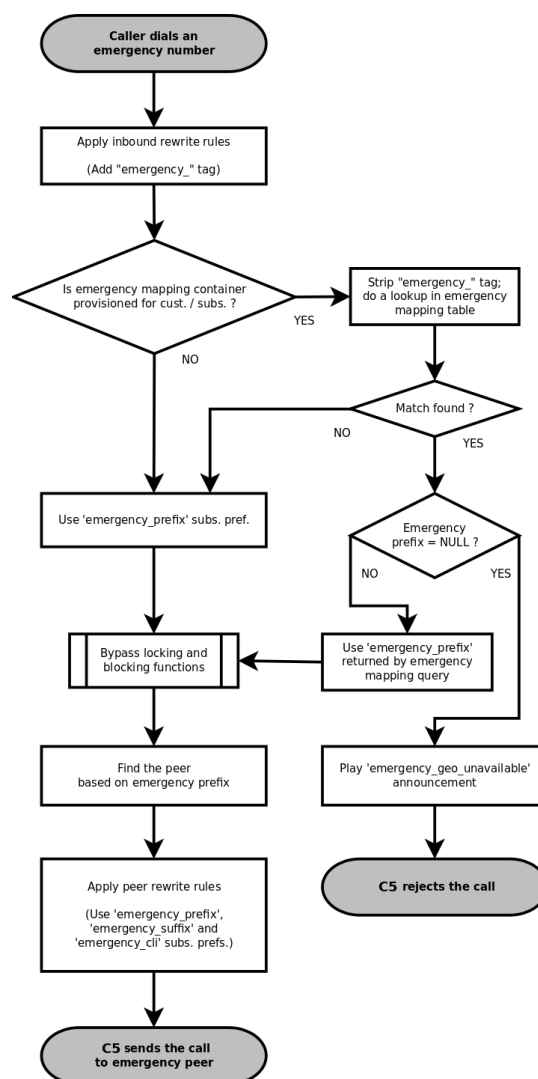 Caller dials an
emergency number
Apply inbound rewrite rules
(Add "emergency_" tag)
Is emergency mapping container
provisioned for cust. / subs. ?
YES
Strip "emergency_" tag;
do a lookup in emergency
mapping table
NO
Match found ?
NO
YES
Use 'emergency_prefix' subs. pref.
Emergency
prefix = NULL ?
NO
YES
Bypass locking and
blocking functions
Use 'emergency_prefix'
returned by emergency
mapping query
Find the peer
based on emergency prefix
Play 'emergency_geo_unavailable'
announcement
Apply peer rewrite rules
(Use 'emergency_prefix',
'emergency_suffix' and
'emergency_cli' subs. prefs.)
C5 rejects the call
C5 sends the call
to emergency peer